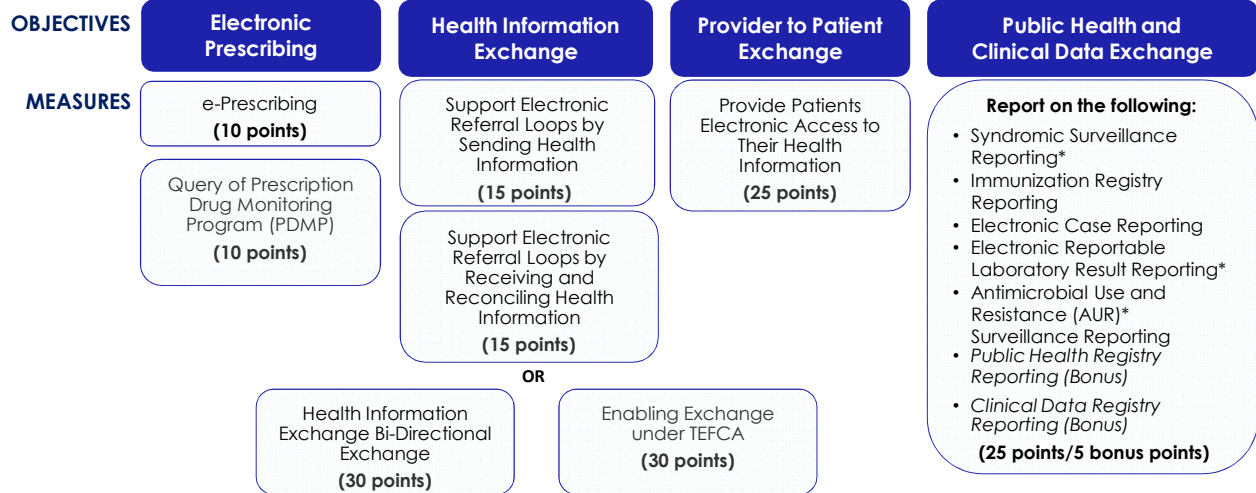 OBJECTIVES
Electronic
Prescribing
Health Information
Exchange
Provider to Patient
Exchange
Public Health and
Clinical Data Exchange
MEASURES
e-Prescribing
(10 points)
Query of Prescription
Drug Monitoring
Program (PDMP)
(10 points)
Support Electronic
Referral Loops by
Sending Health
Information
(15 points)
Support Electronic
Referral Loops by
Receiving and
Reconciling Health
Information
(15 points)
OR
Health Information
Exchange Bi-Directional
Exchange
(30 points)
Enabling Exchange
under TEFCA
(30 points)
Provide Patients
Electronic Access to
Their Health
Information
(25 points)
Report on the following:
• Syndromic Surveillance
Reporting*
• Immunization Registry
Reporting
• Electronic Case Reporting
• Electronic Reportable
Laboratory Result Reporting*
• Antimicrobial Use and
Resistance (AUR)*
Surveillance Reporting
• Public Health Registry
Reporting (Bonus)
• Clinical Data Registry
Reporting (Bonus)
(25 points/5 bonus points)